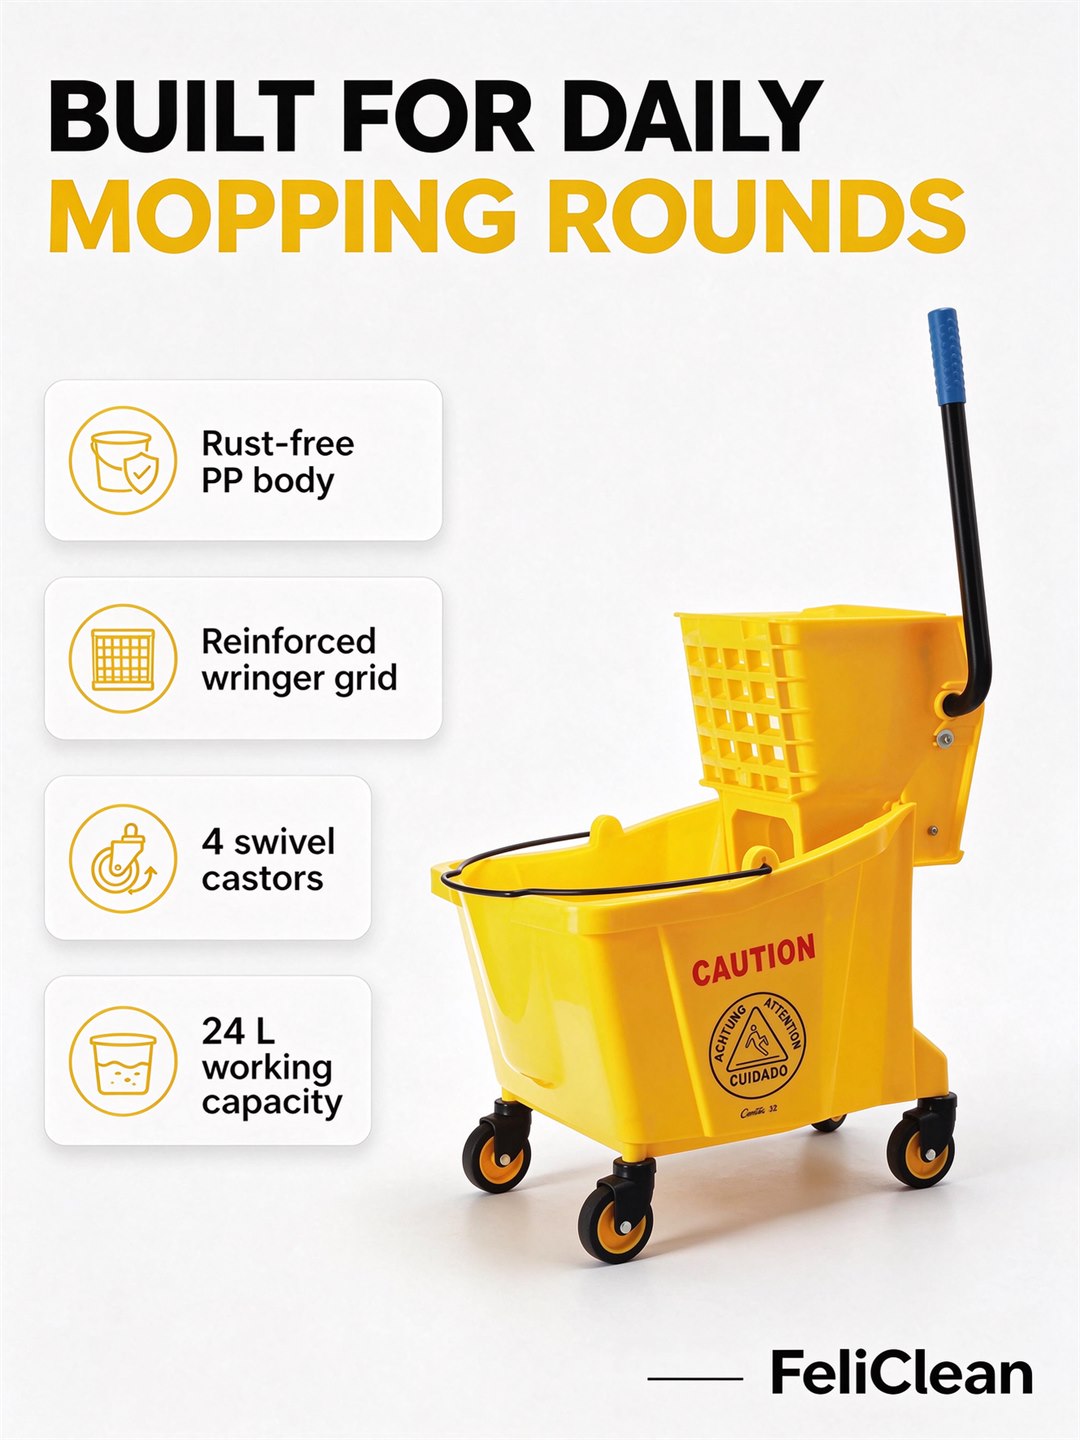 BUILT FOR DAILY
MOPPING ROUNDS
Rust-free
PP body
Reinforced
wringer grid
4 swivel
castors
24 L
working
capacity
CAUTION
ACHTUNG
ATTENTION
CUIDADO
32
FeliClean